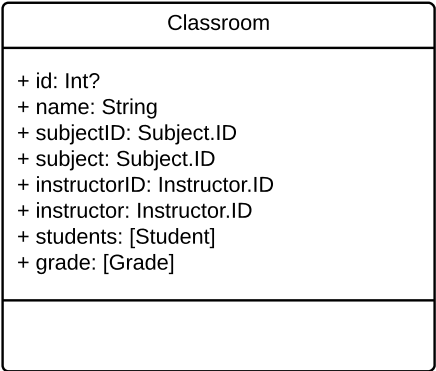 Classroom
+ id: Int?
+ name: String
+ subjectID: Subject.ID
+ subject: Subject.ID
+ instructorID: Instructor.ID
+ instructor: Instructor.ID
+ students: [Student]
+ grade: [Grade]